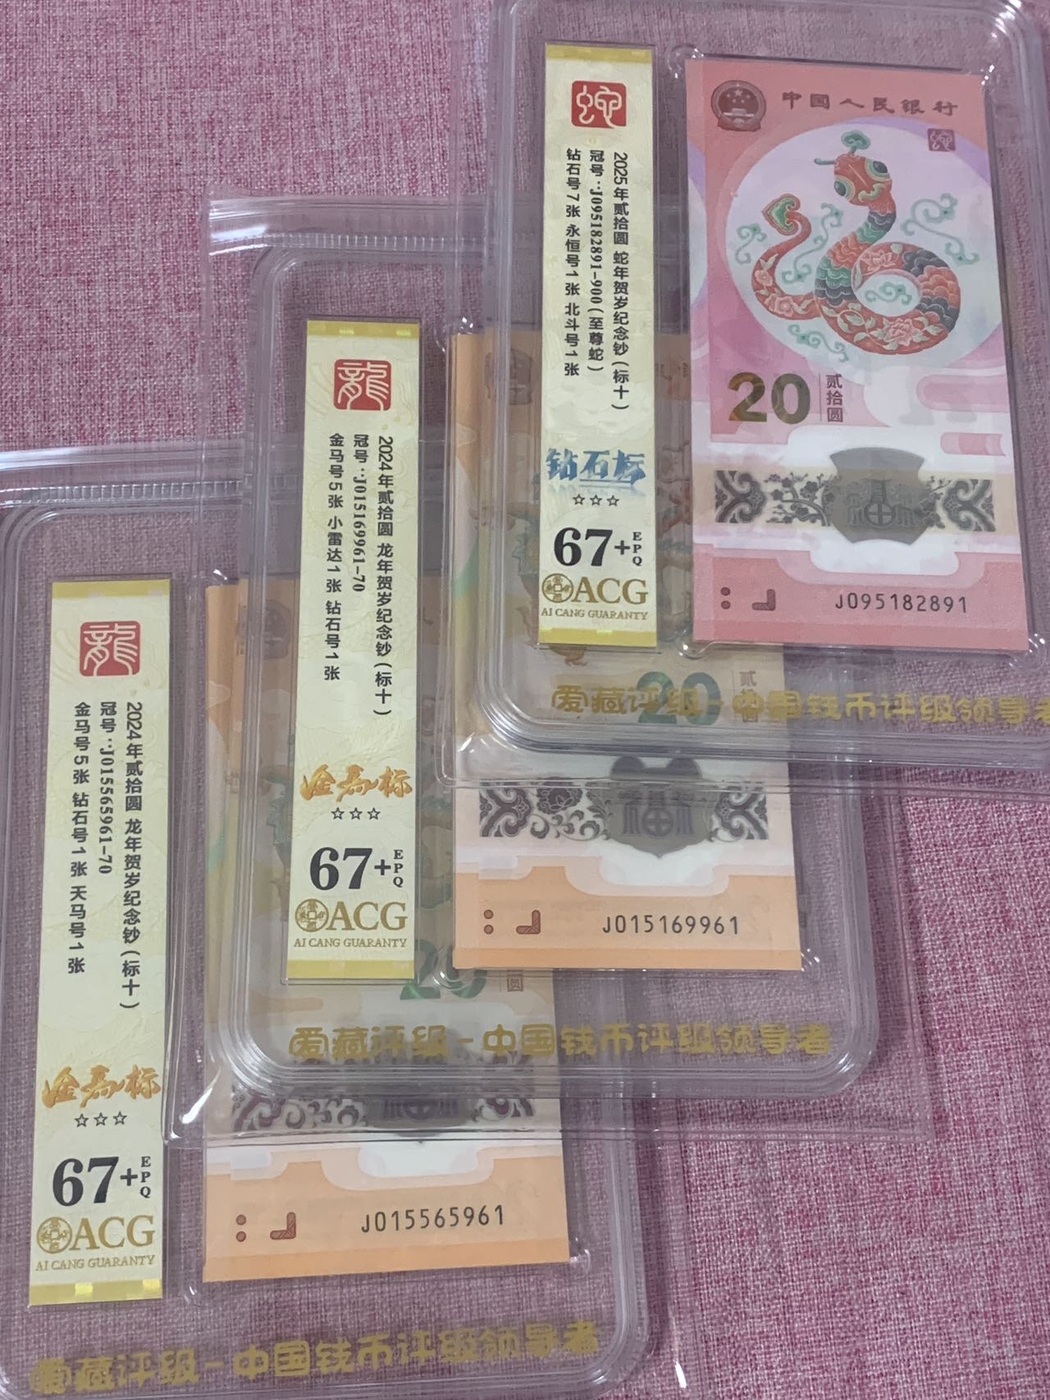 蛇
2025年贰拾圆 蛇年贺岁纪念钞(标十)
冠号:J095182891-900(至尊蛇)
钻石号7张 永恒号1张 北斗号1张
钻石标
☆☆☆
67+EPQ
ACG
AI CANG GUARANTY
中国人民银行
20 贰拾圆
J095182891
爱藏评级-中国钱币评级领导者
龍
2024年贰拾圆 龙年贺岁纪念钞(标十)
冠号:J015169961-70
金马号5张 小雷达1张 钻石号1张
金马标
☆☆☆
67+EPQ
ACG
AI CANG GUARANTY
20
J015169961
爱藏评级-中国钱币评级领导者
龍
2024年贰拾圆 龙年贺岁纪念钞(标十)
冠号:J015565961-70
金马号5张 钻石号1张 天马号1张
金马标
☆☆☆
67+EPQ
ACG
AI CANG GUARANTY
20
J015565961
爱藏评级-中国钱币评级领导者